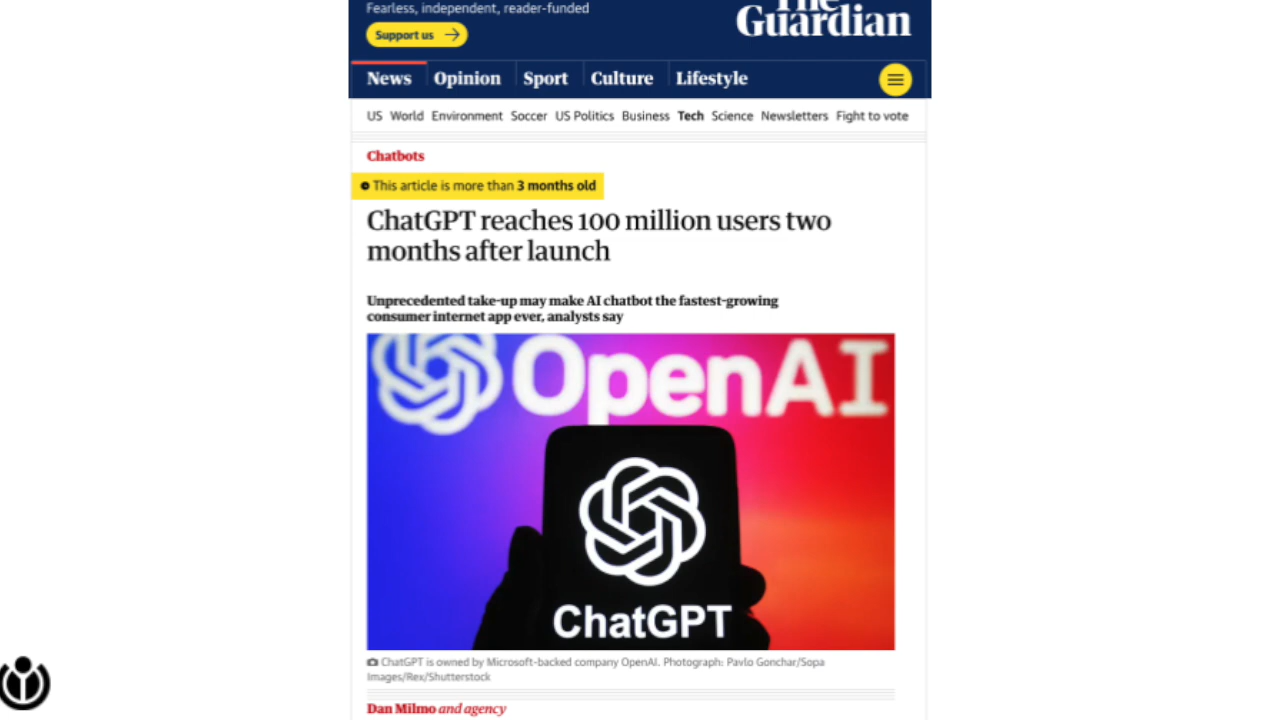 Fearless, independent, reader-funded
Support us
The
Guardian
News Opinion Sport Culture Lifestyle
US World Environment Soccer US Politics Business Tech Science Newsletters Fight to vote
Chatbots
This article is more than 3 months old
ChatGPT reaches 100 million users two
months after launch
Unprecedented take-up may make AI chatbot the fastest-growing
consumer internet app ever, analysts say
OpenAI
ChatGPT
ChatGPT is owned by Microsoft-backed company OpenAI. Photograph: Pavlo Gonchar/Sopa
Images/Rex/Shutterstock
Dan Milmo and agency